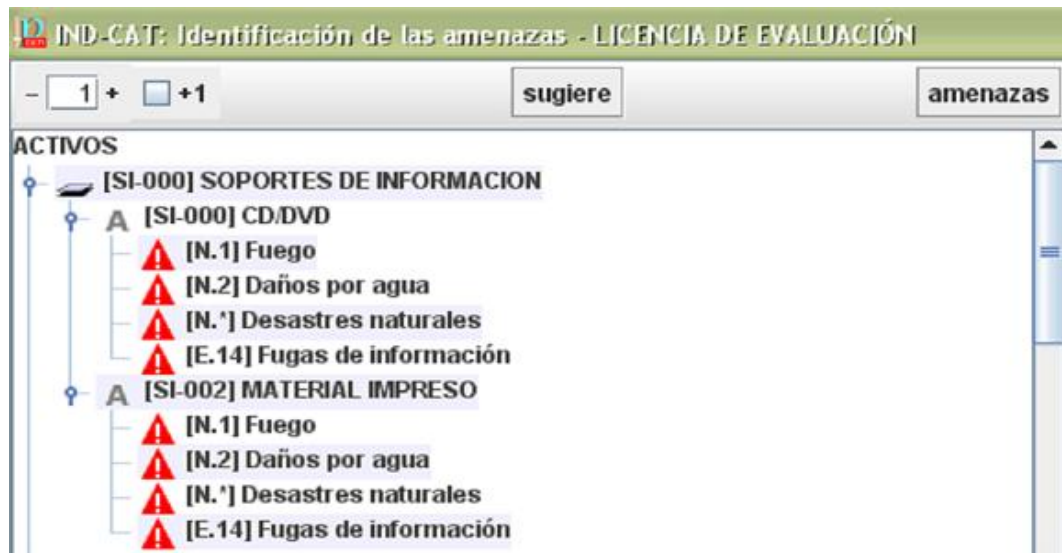 IND-CAT: Identificación de las amenazas - LICENCIA DE EVALUACIÓN
- 1 + +1 sugiere amenazas
ACTIVOS
[SI-000] SOPORTES DE INFORMACION
A [SI-000] CD/DVD
[N.1] Fuego
[N.2] Daños por agua
[N.*] Desastres naturales
[E.14] Fugas de información
A [SI-002] MATERIAL IMPRESO
[N.1] Fuego
[N.2] Daños por agua
[N.*] Desastres naturales
[E.14] Fugas de información